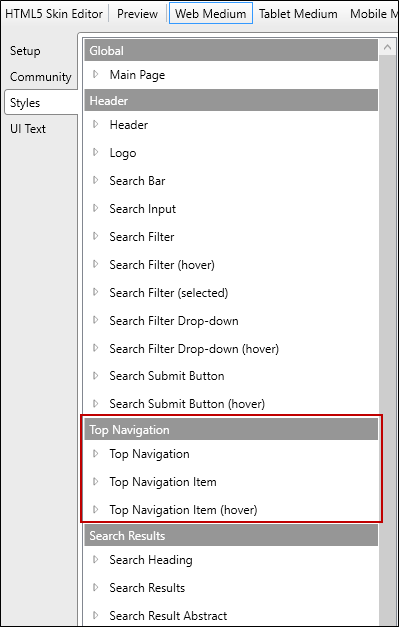 HTML5 Skin Editor Preview Web Medium Tablet Medium Mobile M
Setup
Community
Styles
UI Text
Global
Main Page
Header
Header
Logo
Search Bar
Search Input
Search Filter
Search Filter (hover)
Search Filter (selected)
Search Filter Drop-down
Search Filter Drop-down (hover)
Search Submit Button
Search Submit Button (hover)
Top Navigation
Top Navigation
Top Navigation Item
Top Navigation Item (hover)
Search Results
Search Heading
Search Results
Search Result Abstract